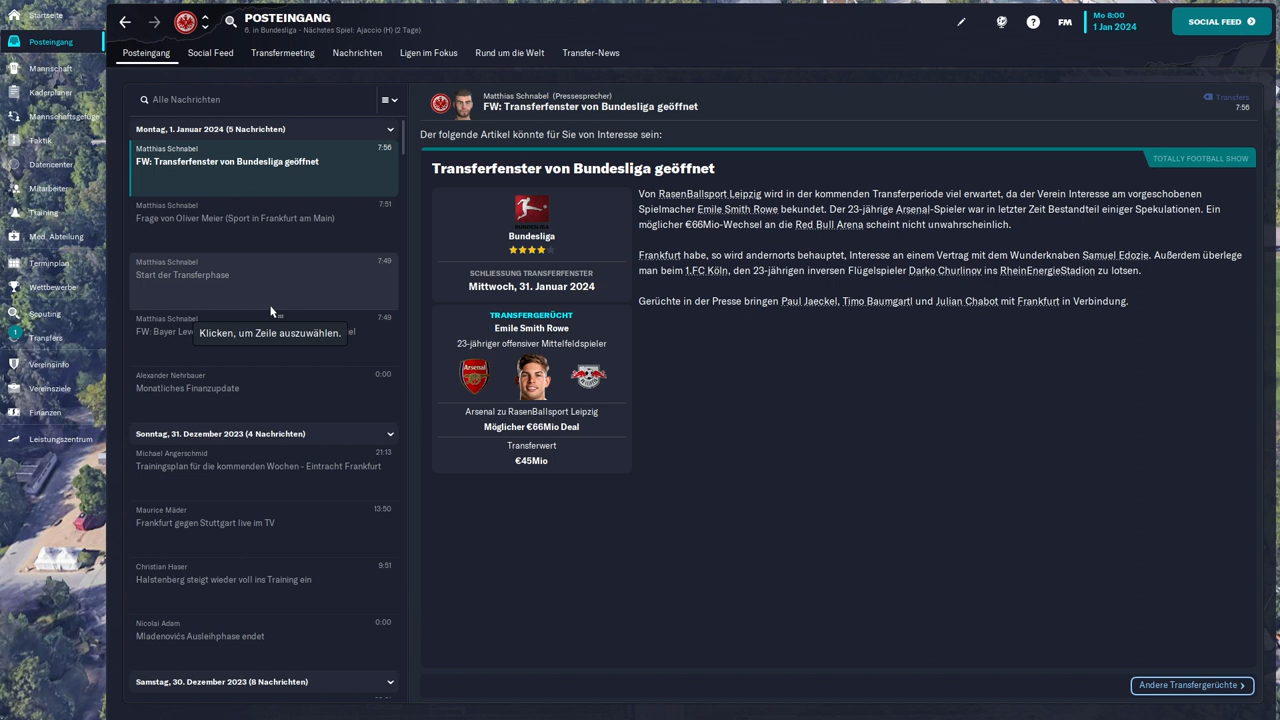 Startseite
Posteingang
Mannschaft
Kaderplaner
Mannschaftsgefüge
Taktik
Datencenter
Mitarbeiter
Training
Med. Abteilung
Terminplan
Wettbewerbe
Scouting
1
Transfers
Vereinsinfo
Vereinsziele
Finanzen
Leistungszentrum
POSTEINGANG
6. in Bundesliga - Nächstes Spiel: Ajaccio (H) (2 Tage)
FM
Mo 8:00
1 Jan 2024
SOCIAL FEED
Posteingang Social Feed Transfermeeting Nachrichten Ligen im Fokus Rund um die Welt Transfer-News
Alle Nachrichten
Montag, 1. Januar 2024 (5 Nachrichten)
Matthias Schnabel 7:56
FW: Transferfenster von Bundesliga geöffnet
Matthias Schnabel 7:51
Frage von Oliver Meier (Sport in Frankfurt am Main)
Matthias Schnabel 7:49
Start der Transferphase
Matthias Schnabel 7:49
FW: Bayer Lev
el
Klicken, um Zeile auszuwählen.
Alexander Nehrbauer 0:00
Monatliches Finanzupdate
Sonntag, 31. Dezember 2023 (4 Nachrichten)
Michael Angerschmid 21:13
Trainingsplan für die kommenden Wochen - Eintracht Frankfurt
Maurice Mäder 13:50
Frankfurt gegen Stuttgart live im TV
Christian Haser 9:51
Halstenberg steigt wieder voll ins Training ein
Nicolai Adam 0:00
Mladenovićs Ausleihphase endet
Samstag, 30. Dezember 2023 (8 Nachrichten)
Matthias Schnabel (Pressesprecher)
FW: Transferfenster von Bundesliga geöffnet
Transfers
7:56
Der folgende Artikel könnte für Sie von Interesse sein:
TOTALLY FOOTBALL SHOW
Transferfenster von Bundesliga geöffnet
BUNDESLIGA
Bundesliga
SCHLIESSUNG TRANSFERFENSTER
Mittwoch, 31. Januar 2024
TRANSFERGERÜCHT
Emile Smith Rowe
23-jähriger offensiver Mittelfeldspieler
Arsenal
Arsenal zu RasenBallsport Leipzig
Möglicher €66Mio Deal
Transferwert
€45Mio
Von RasenBallsport Leipzig wird in der kommenden Transferperiode viel erwartet, da der Verein Interesse am vorgeschobenen
Spielmacher Emile Smith Rowe bekundet. Der 23-jährige Arsenal-Spieler war in letzter Zeit Bestandteil einiger Spekulationen. Ein
möglicher €66Mio-Wechsel an die Red Bull Arena scheint nicht unwahrscheinlich.
Frankfurt habe, so wird andernorts behauptet, Interesse an einem Vertrag mit dem Wunderknaben Samuel Edozie. Außerdem überlege
man beim 1.FC Köln, den 23-jährigen inversen Flügelspieler Darko Churlinov ins RheinEnergieStadion zu lotsen.
Gerüchte in der Presse bringen Paul Jaeckel, Timo Baumgartl und Julian Chabot mit Frankfurt in Verbindung.
Andere Transfergerüchte